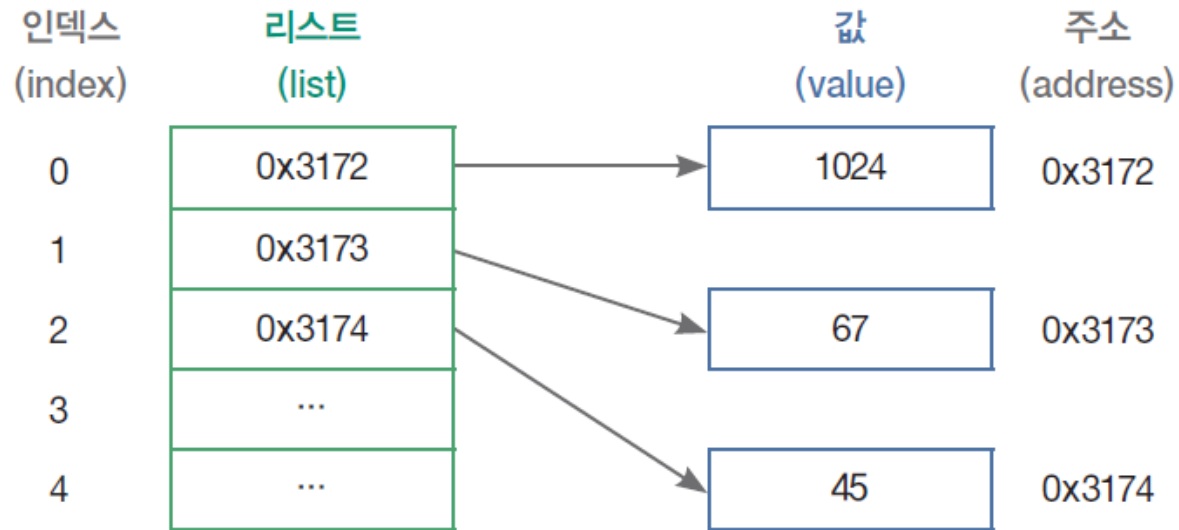 인덱스 리스트 값 주소
(index) (list) (value) (address)
0 0x3172 1024 0x3172
1 0x3173
2 0x3174 67 0x3173
3 ...
4 ... 45 0x3174